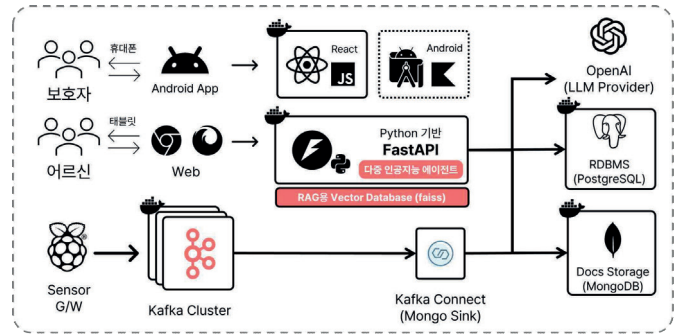 휴대폰
보호자
Android App
React
JS
Android
OpenAI
(LLM Provider)
태블릿
어르신
Web
Python 기반
FastAPI
다중 인공지능 에이전트
RAG용 Vector Database (faiss)
RDBMS
(PostgreSQL)
Sensor
G/W
Kafka Cluster
Kafka Connect
(Mongo Sink)
Docs Storage
(MongoDB)